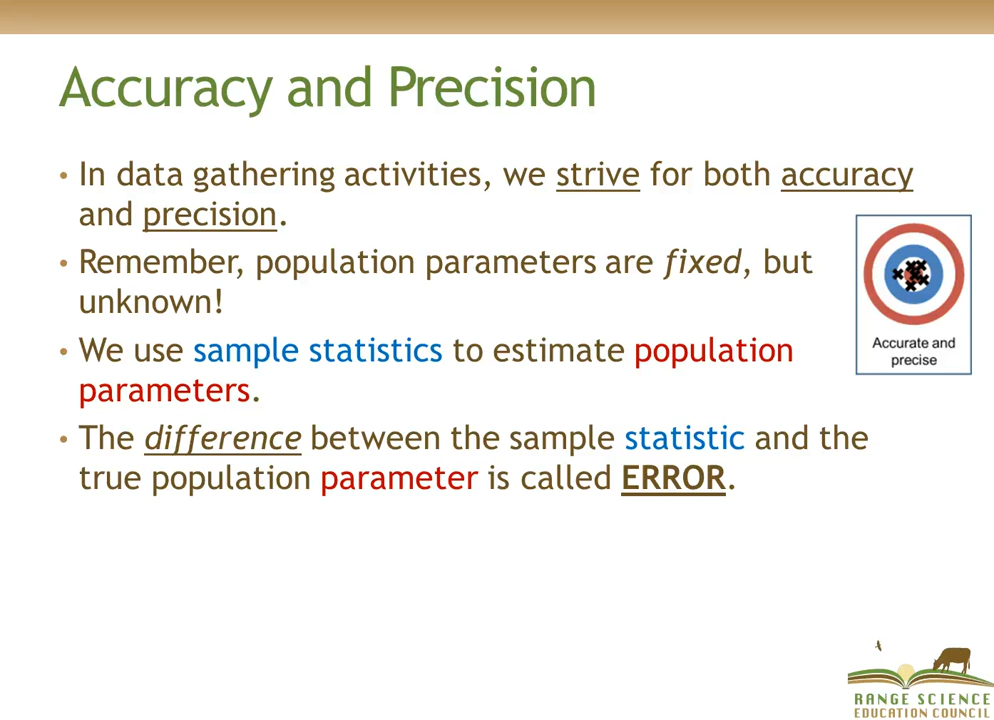 Accuracy and Precision
• In data gathering activities, we strive for both accuracy
and precision.
• Remember, population parameters are fixed, but
unknown!
• We use sample statistics to estimate population
parameters.
• The difference between the sample statistic and the
true population parameter is called ERROR.
Accurate and
precise
RANGE SCIENCE
EDUCATION COUNCIL